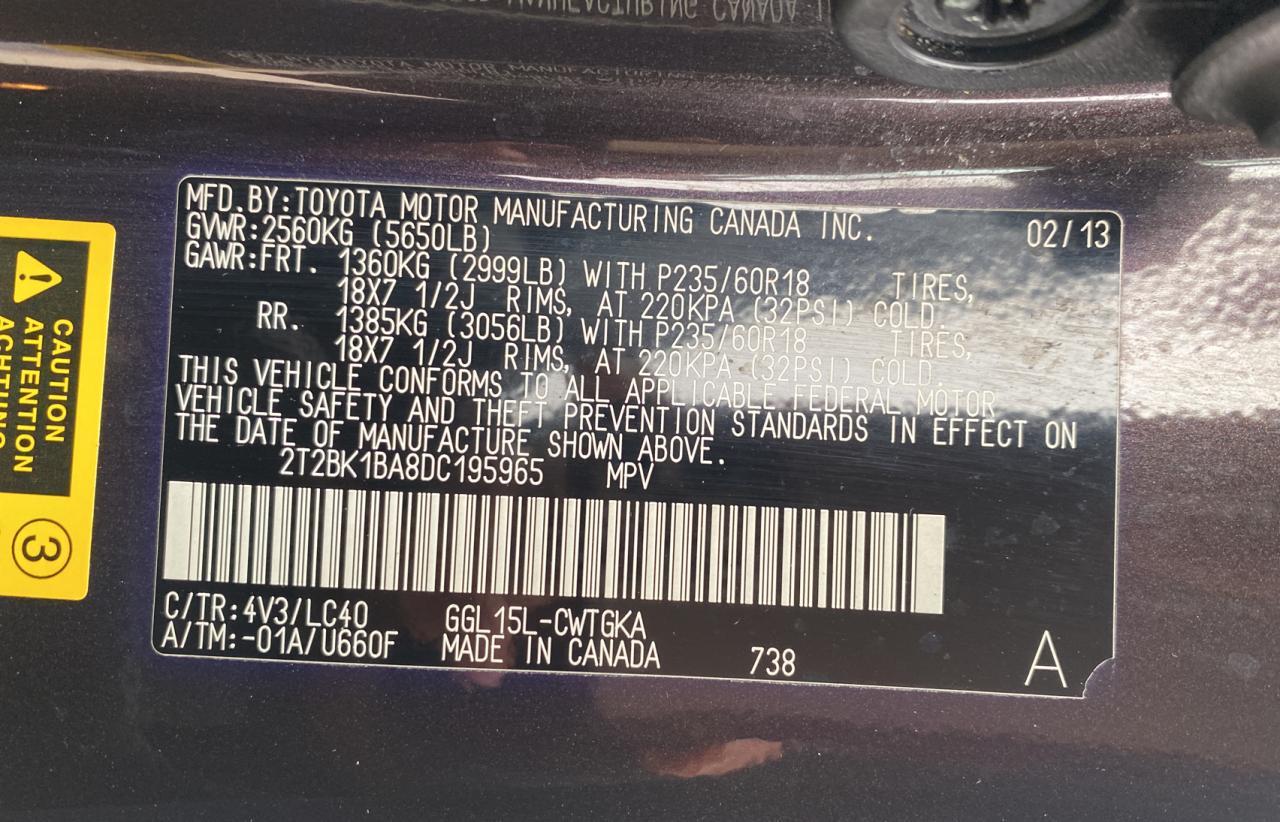 MFD.BY:TOYOTA MOTOR MANUFACTURING CANADA INC. 02/13
GVWR:2560KG (5650LB)
GAWR:FRT. 1360KG (2999LB) WITH P235/60R18 TIRES,
18X7 1/2J RIMS, AT 220KPA (32PSI) COLD.
RR. 1385KG (3056LB) WITH P235/60R18 TIRES,
18X7 1/2J RIMS, AT 220KPA (32PSI) COLD.
THIS VEHICLE CONFORMS TO ALL APPLICABLE FEDERAL MOTOR
VEHICLE SAFETY AND THEFT PREVENTION STANDARDS IN EFFECT ON
THE DATE OF MANUFACTURE SHOWN ABOVE.
2T2BK1BA8DC195965 MPV
C/TR:4V3/LC40 GGL15L-CWTGKA
A/TM:-01A/U660F MADE IN CANADA 738 A
CAUTION
ATTENTION
ACHTUNG
3